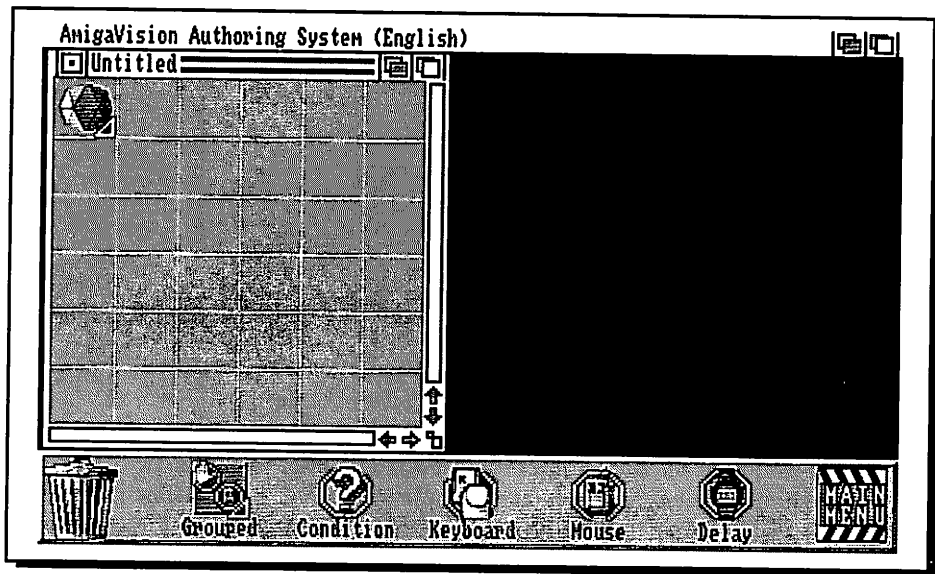 AmigaVision Authoring System (English)
Untitled
Grouped
Condition
Keyboard
Mouse
Delay
MAIN
MENU